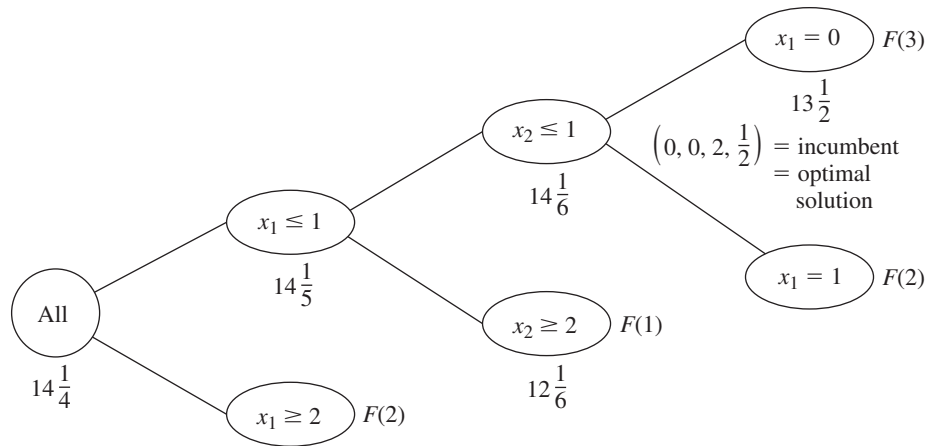 x₁ = 0 F(3)
13 1/2
x₂ ≤ 1
14 1/6
(0, 0, 2, 1/2) = incumbent
= optimal
solution
x₁ ≤ 1
14 1/5
x₁ = 1 F(2)
All
14 1/4
x₂ ≥ 2 F(1)
12 1/6
x₁ ≥ 2 F(2)